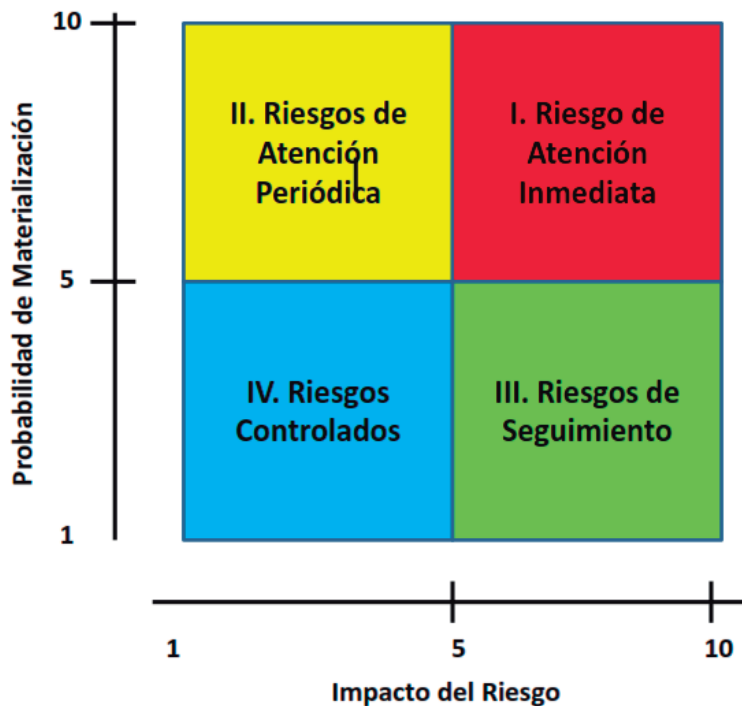 10
Probabilidad de Materialización
II. Riesgos de
Atención
Periódica
I. Riesgo de
Atención
Inmediata
5
IV. Riesgos
Controlados
III. Riesgos de
Seguimiento
1
1
5
10
Impacto del Riesgo